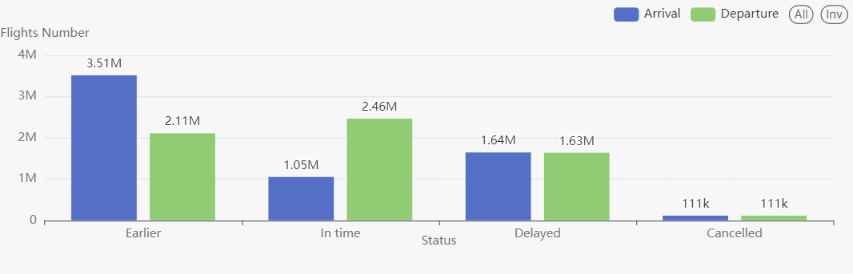 Arrival Departure All Inv
Flights Number
4M
3.51M
3M
2.46M
2.11M
2M
1.64M 1.63M
1.05M
1M
111k 111k
0
Earlier In time Delayed Cancelled
Status